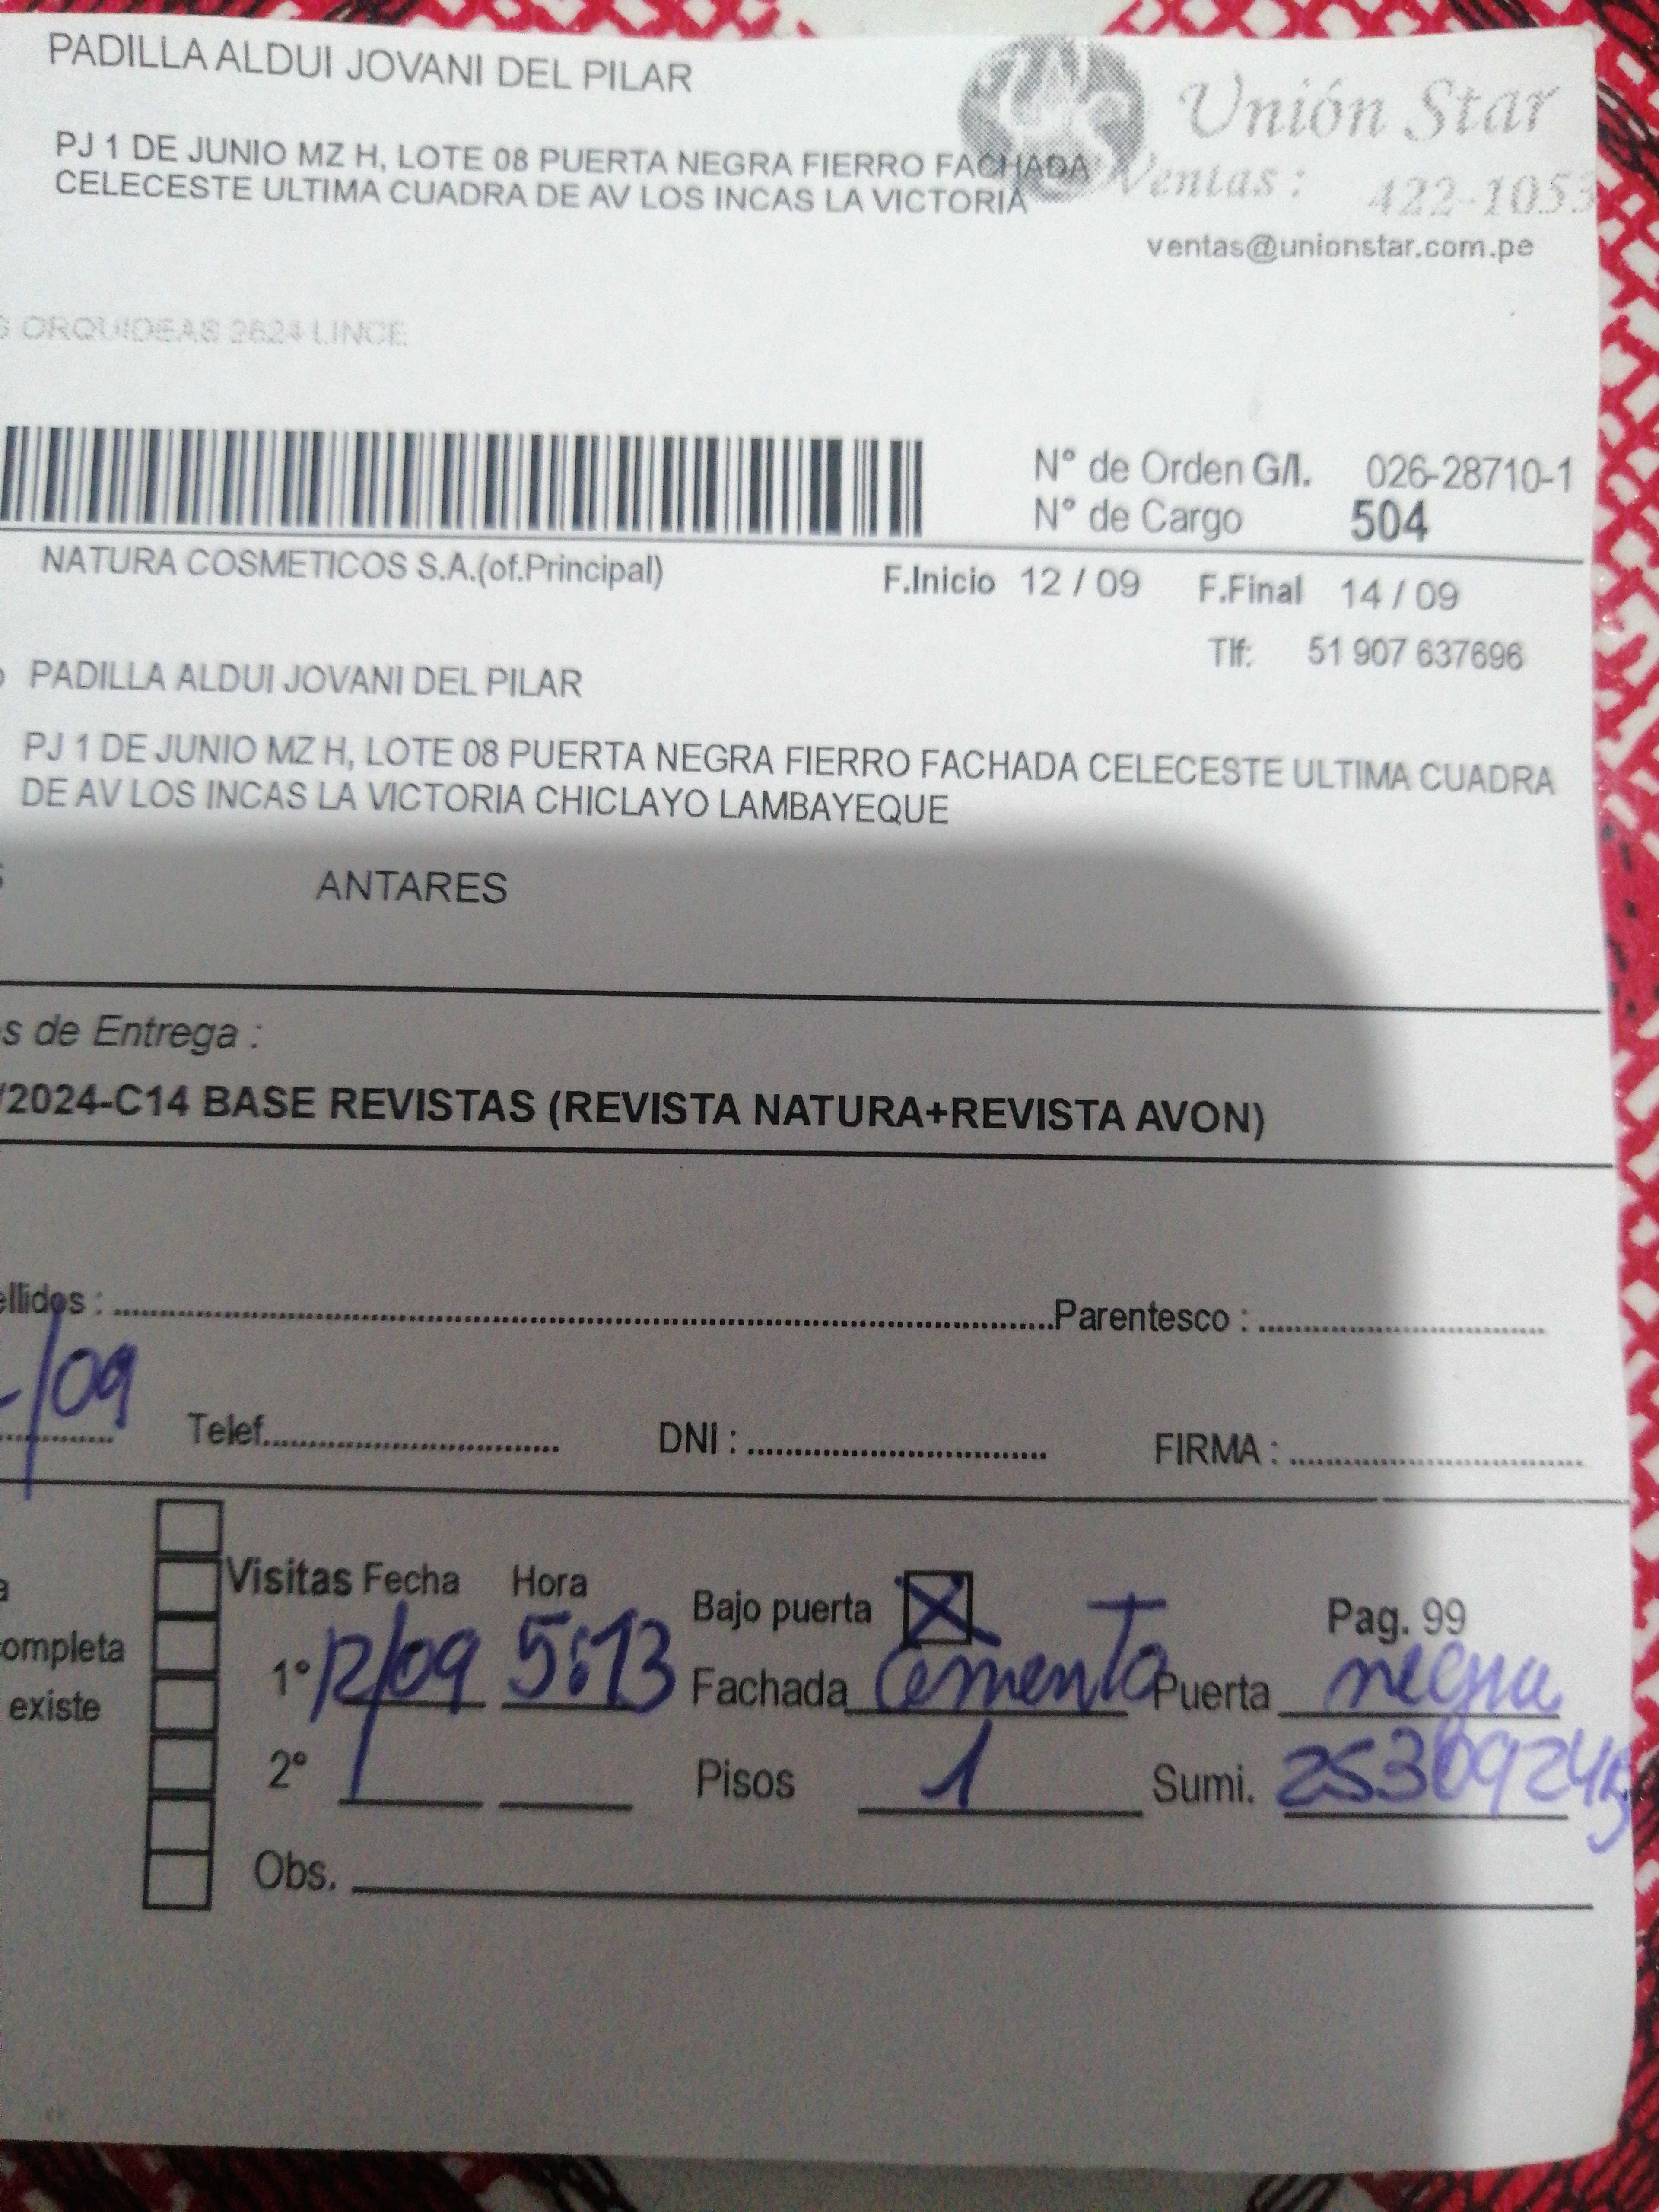 PADILLA ALDUI JOVANI DEL PILAR
Unión Star
PJ 1 DE JUNIO MZ H, LOTE 08 PUERTA NEGRA FIERRO FACHADA
CELECESTE ULTIMA CUADRA DE AV LOS INCAS LA VICTORIA
Ventas : 422-1053
ventas@unionstar.com.pe
ORQUIDEAS 2624 LINCE
N° de Orden G/I. 026-28710-1
N° de Cargo 504
NATURA COSMETICOS S.A.(of.Principal) F.Inicio 12 / 09 F.Final 14 / 09
Tlf: 51 907 637696
PADILLA ALDUI JOVANI DEL PILAR
PJ 1 DE JUNIO MZ H, LOTE 08 PUERTA NEGRA FIERRO FACHADA CELECESTE ULTIMA CUADRA
DE AV LOS INCAS LA VICTORIA CHICLAYO LAMBAYEQUE
ANTARES
s de Entrega :
/2024-C14 BASE REVISTAS (REVISTA NATURA+REVISTA AVON)
ellidos : Parentesco :
/09 Telef. DNI : FIRMA :
Visitas Fecha Hora Bajo puerta X Pag. 99
ompleta
1° 12/09 5:13 Fachada Cemento Puerta negra
existe
2° / Pisos 1 Sumi.
Obs.